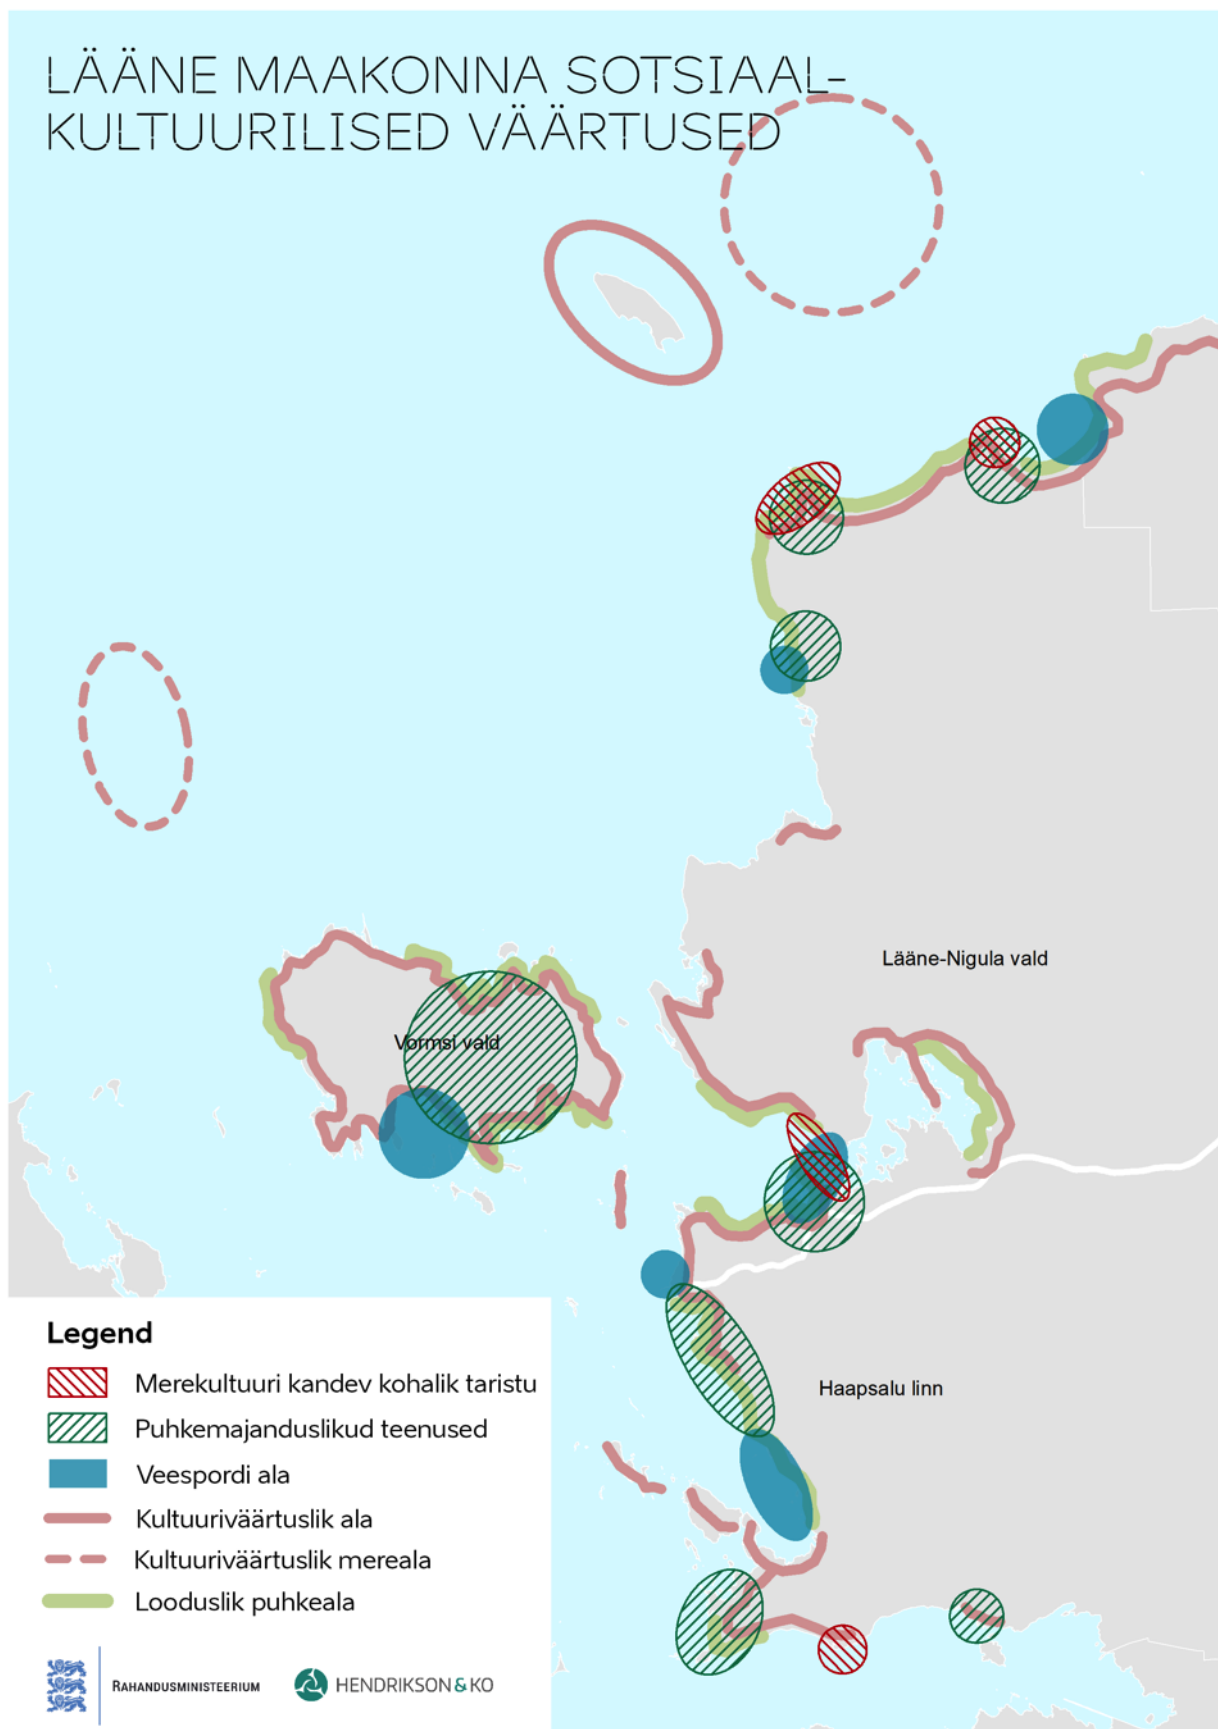 LÄÄNE MAAKONNA SOTSIAAL-
KULTUURILISED VÄÄRTUSED
Lääne-Nigula vald
Vormsi vald
Haapsalu linn
Legend
Merekultuuri kandev kohalik taristu
Puhkemajanduslikud teenused
Veespordi ala
Kultuuriväärtuslik ala
Kultuuriväärtuslik mereala
Looduslik puhkeala
RAHANDUSMINISTEERIUM
HENDRIKSON & KO